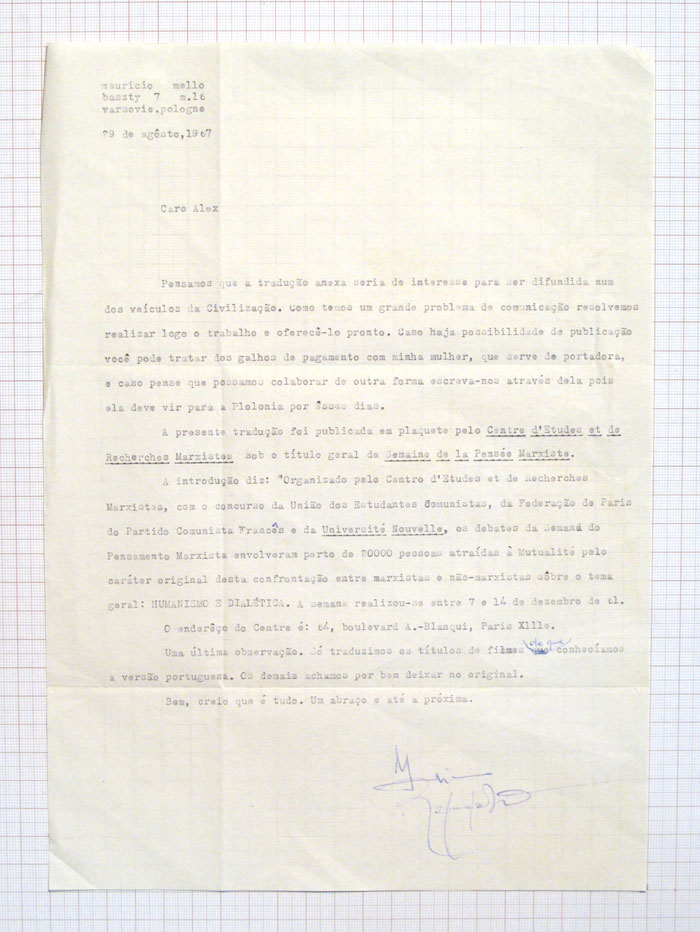 mauricio mello
baszty 7 m.16
varsovie.pologne
29 de agôsto,1967
Caro Alex
Pensamos que a tradução anexa seria de interesse para ser difundida num
dos veículos da Civilização. Como temos um grande problema de comunicação resolvemos
realizar logo o trabalho e oferecê-lo pronto. Caso haja possibilidade de publicação
você pode tratar dos galhos de pagamento com minha mulher, que serve de portadora,
e caso pense que possamos colaborar de outra forma escreva-nos através dela pois
ela deve vir para a Plolonia por êsses dias.
A presente tradução foi publicada em plaquete pelo Centre d'Etudes et de
Recherches Marxistes sob o título geral de Semaine de la Pensée Marxiste.
A introdução diz: "Organizado pelo Centre d'Etudes et de Recherches
Marxistes, com o concurso da União dos Estudantes Comunistas, da Federação de Paris
do Partido Comunista Francês e da Université Nouvelle, os debates da Semana do
Pensamento Marxista envolveram perto de 20000 pessoas atraídas à Mutualité pelo
caráter original desta confrontação entre marxistas e não-marxistas sôbre o tema
geral: HUMANISMO E DIALÉTICA. A semana realizou-se entre 7 e 14 de dezembro de 61.
O enderêço do Centre é: 64, boulevard A.-Blanqui, Paris XIIIe.
Uma última observação. Só traduzimos os títulos de filmes de que conhecíamos
a versão portuguesa. Os demais achamos por bem deixar no original.
Bem, creio que é tudo. Um abraço e até a próxima.